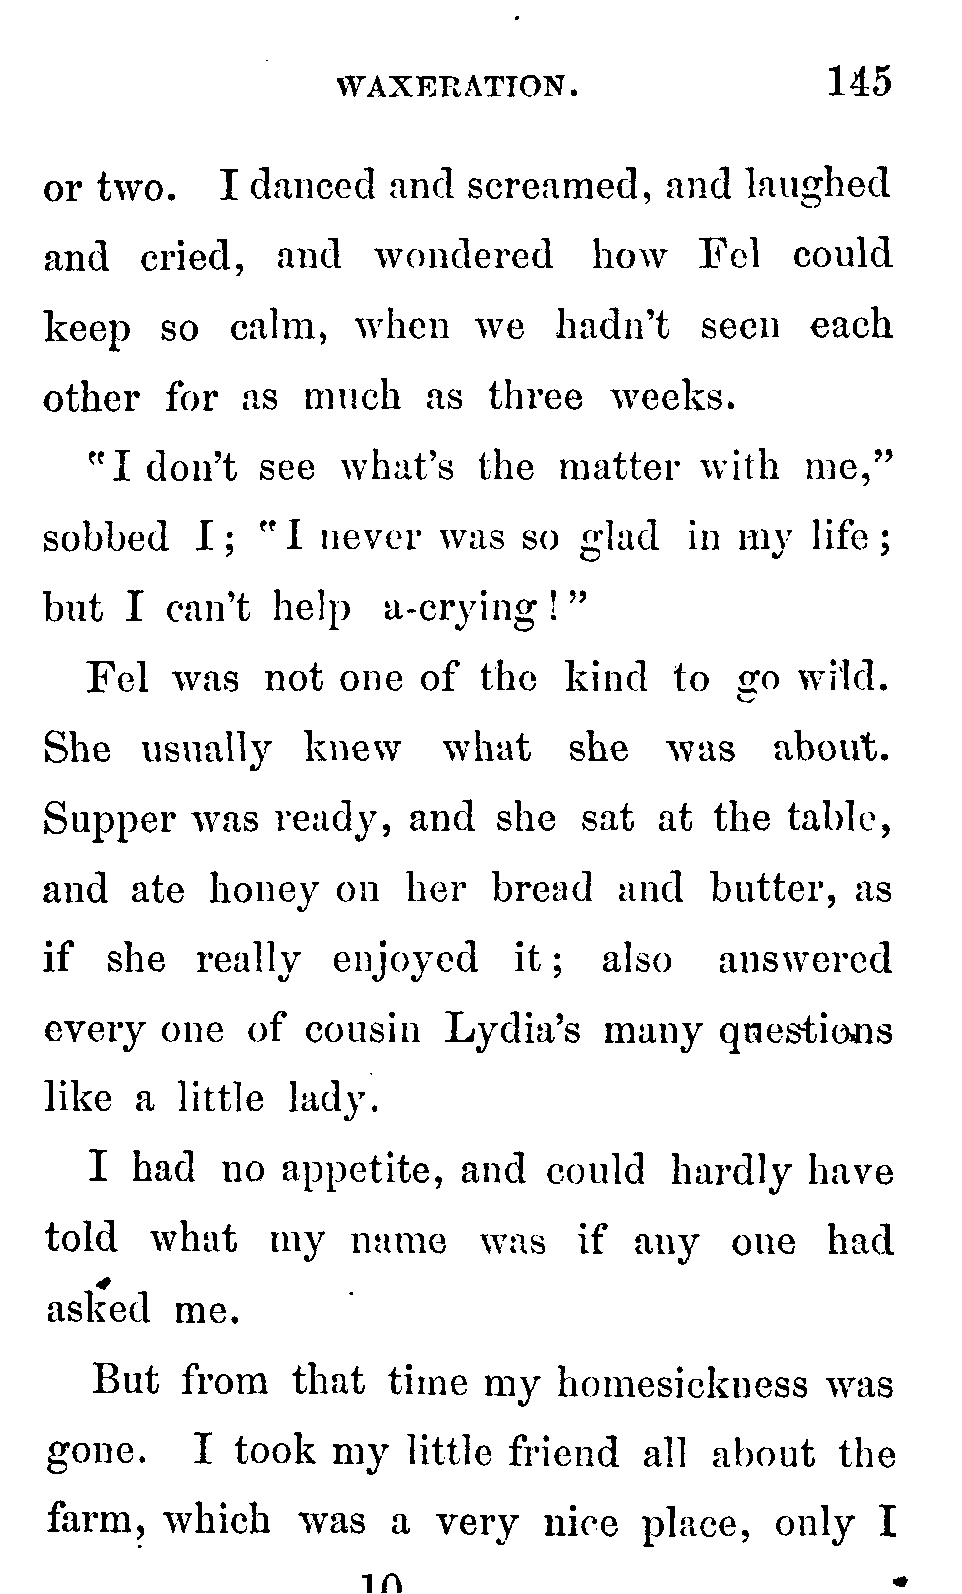 WAXERATION. 145
or two. I danced and screamed, and laughed
and cried, and wondered how Fel could
keep so calm, when we hadn't seen each
other for as much as three weeks.
"I don't see what's the matter with me,"
sobbed I; "I never was so glad in my life;
but I can't help a-crying!"
Fel was not one of the kind to go wild.
She usually knew what she was about.
Supper was ready, and she sat at the table,
and ate honey on her bread and butter, as
if she really enjoyed it; also answered
every one of cousin Lydia's many questions
like a little lady.
I had no appetite, and could hardly have
told what my name was if any one had
asked me.
But from that time my homesickness was
gone. I took my little friend all about the
farm, which was a very nice place, only I
10